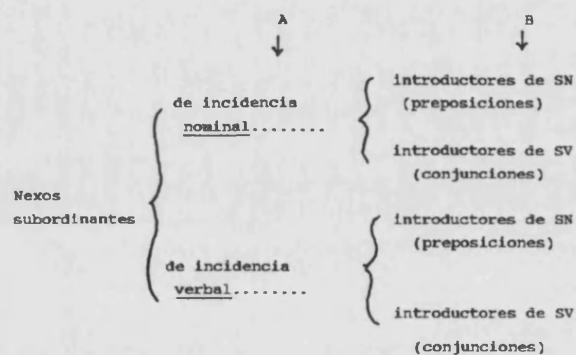 A B
introductores de SN
de incidencia (preposiciones)
nominal........
introductores de SV
(conjunciones)
Nexos
subordinantes
introductores de SN
(preposiciones)
de incidencia
verbal........
introductores de SV
(conjunciones)